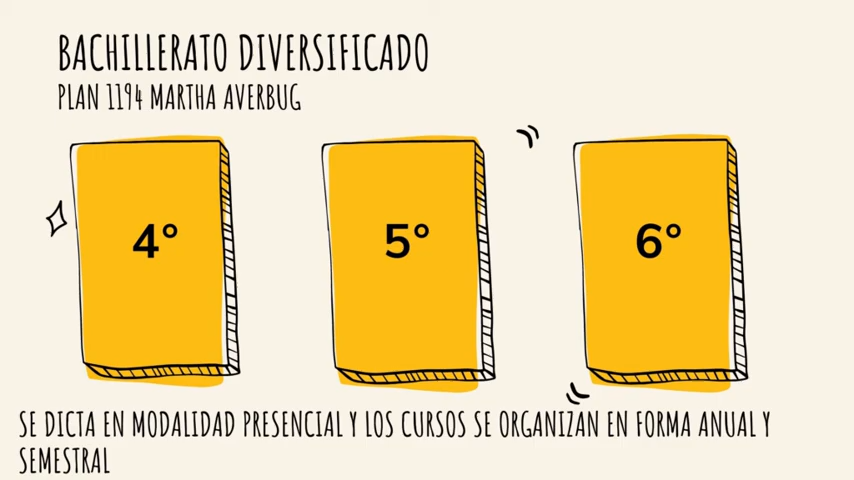 BACHILLERATO DIVERSIFICADO
PLAN 1194 MARTHA AVERBUG
4°
5°
6°
SE DICTA EN MODALIDAD PRESENCIAL Y LOS CURSOS SE ORGANIZAN EN FORMA ANUAL Y
SEMESTRAL